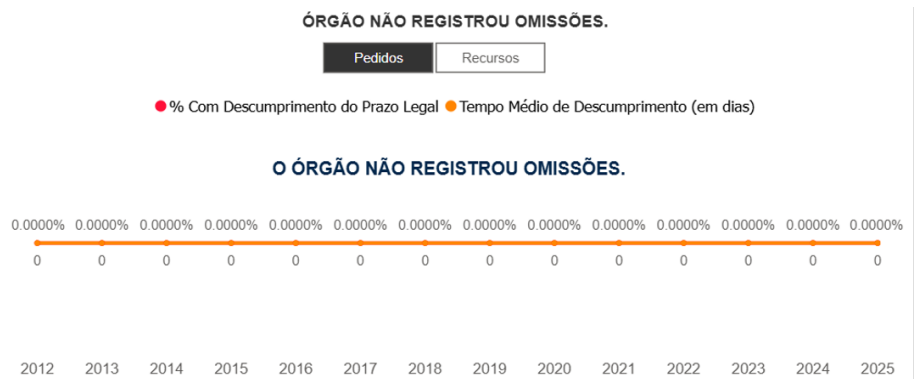 ÓRGÃO NÃO REGISTROU OMISSÕES.
Pedidos Recursos
% Com Descumprimento do Prazo Legal Tempo Médio de Descumprimento (em dias)
O ÓRGÃO NÃO REGISTROU OMISSÕES.
0.0000% 0.0000% 0.0000% 0.0000% 0.0000% 0.0000% 0.0000% 0.0000% 0.0000% 0.0000% 0.0000% 0.0000% 0.0000% 0.0000%
0 0 0 0 0 0 0 0 0 0 0 0 0 0
2012 2013 2014 2015 2016 2017 2018 2019 2020 2021 2022 2023 2024 2025